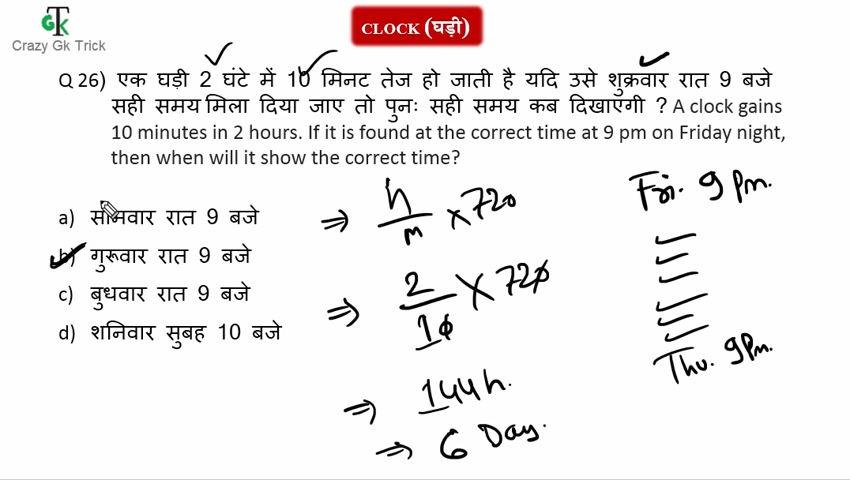 GK
Crazy Gk Trick
CLOCK (घड़ी)
Q 26) एक घड़ी 2 घंटे में 10 मिनट तेज हो जाती है यदि उसे शुक्रवार रात 9 बजे
सही समय मिला दिया जाए तो पुनः सही समय कब दिखाएगी ? A clock gains
10 minutes in 2 hours. If it is found at the correct time at 9 pm on Friday night,
then when will it show the correct time?
a) सोमवार रात 9 बजे
b) गुरूवार रात 9 बजे
c) बुधवार रात 9 बजे
d) शनिवार सुबह 10 बजे
⇒ h/m × 720
⇒ 2/10 × 720
⇒ 144 h.
⇒ 6 Day.
Fri. 9 Pm.
Thu. 9 Pm.